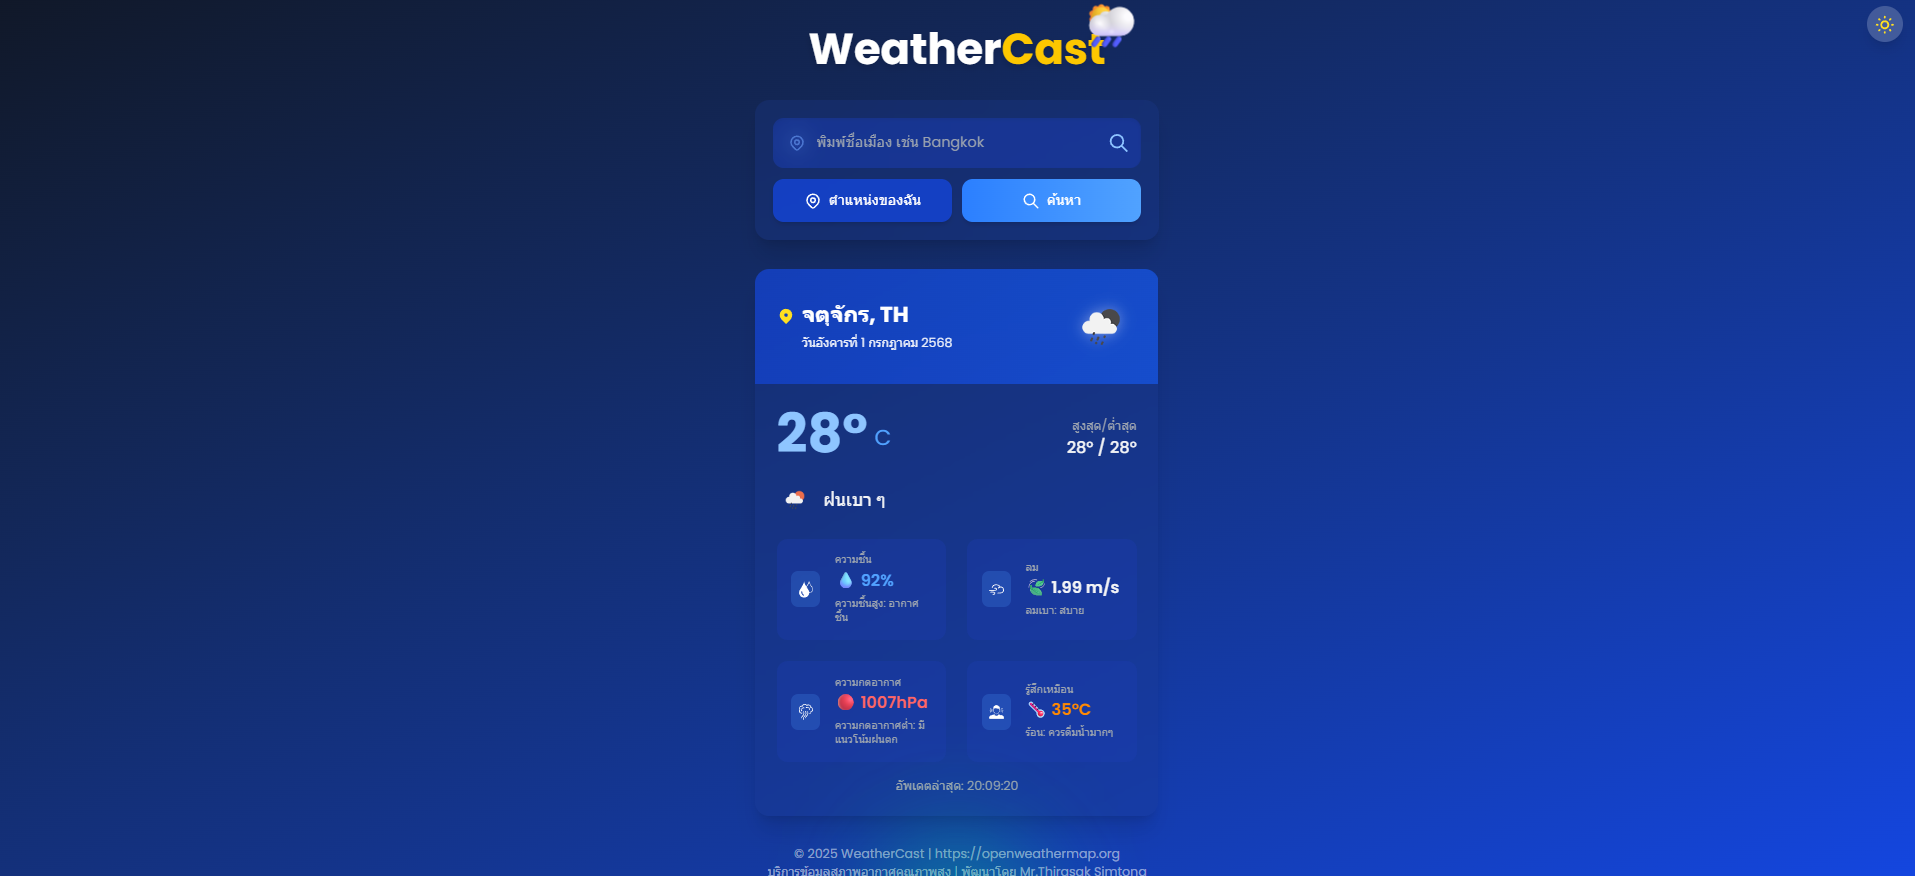 WeatherCast
พิมพ์ชื่อเมือง เช่น Bangkok
ตำแหน่งของฉัน
ค้นหา
จตุจักร, TH
วันอังคารที่ 1 กรกฎาคม 2568
28° C
สูงสุด/ต่ำสุด
28° / 28°
ฝนเบา ๆ
ความชื้น
92%
ความชื้นสูง: อากาศ
ชื้น
ลม
1.99 m/s
ลมเบา: สบาย
ความกดอากาศ
1007hPa
ความกดอากาศต่ำ: มี
แนวโน้มฝนตก
รู้สึกเหมือน
35°C
ร้อน: ควรดื่มน้ำมากๆ
อัพเดตล่าสุด: 20:09:20
© 2025 WeatherCast | https://openweathermap.org
บริการข้อมูลสภาพอากาศคุณภาพสูง | พัฒนาโดย Mr.Thirasak Simtong